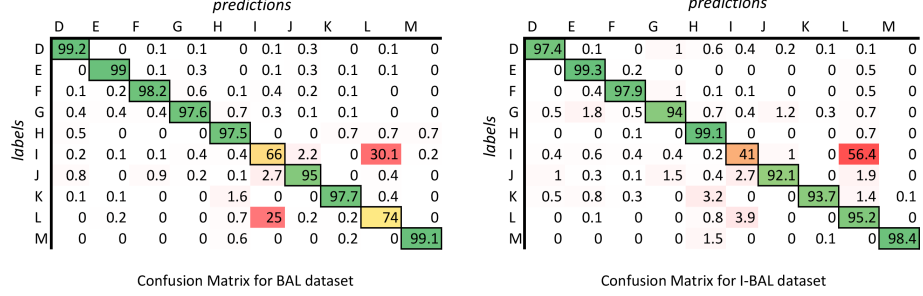 predictions
D E F G H I J K L M
D 99.2 0 0.1 0.1 0 0.1 0.3 0 0.1 0
E 0 99 0.1 0.3 0 0.1 0.3 0.1 0.1 0
F 0.1 0.2 98.2 0.6 0.1 0.4 0.2 0.1 0 0
G 0.4 0.4 0.4 97.6 0.7 0.3 0.1 0.1 0 0
H 0.5 0 0 0 97.5 0 0 0.7 0.7 0.7
I 0.2 0.1 0.1 0.4 0.4 66 2.2 0 30.1 0.2
J 0.8 0 0.9 0.2 0.1 2.7 95 0 0.4 0
K 0.1 0.1 0 0 1.6 0 0 97.7 0.4 0
L 0 0.2 0 0 0.7 25 0.2 0.2 74 0
M 0 0 0 0 0.6 0 0 0.2 0 99.1
labels
Confusion Matrix for BAL dataset
predictions
D E F G H I J K L M
D 97.4 0.1 0 1 0.6 0.4 0.2 0.1 0.1 0
E 0 99.3 0.2 0 0 0 0 0 0.5 0
F 0 0.4 97.9 1 0.1 0.1 0 0 0.5 0
G 0.5 1.8 0.5 94 0.7 0.4 1.2 0.3 0.7 0
H 0 0 0 0 99.1 0 0 0 0.7 0
I 0.4 0.6 0.4 0.4 0.2 41 1 0 56.4 0
J 1 0.3 0.1 1.5 0.4 2.7 92.1 0 1.9 0
K 0.5 0.8 0.3 0 3.2 0 0 93.7 1.4 0.1
L 0 0.1 0 0 0.8 3.9 0 0 95.2 0
M 0 0 0 0 1.5 0 0 0.1 0 98.4
labels
Confusion Matrix for I-BAL dataset